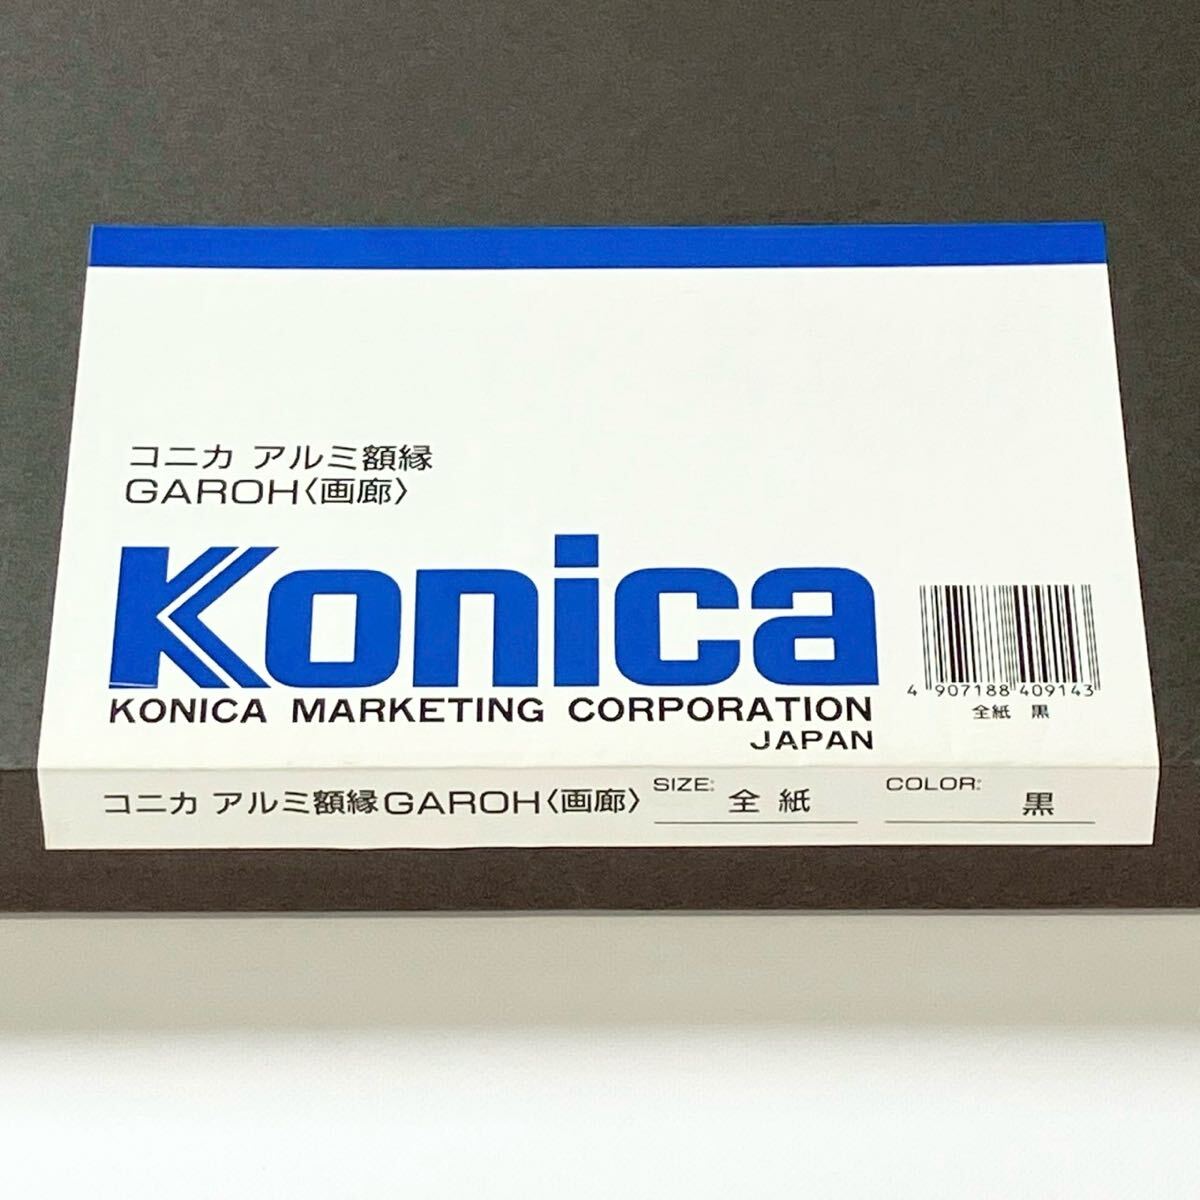 コニカ アルミ額縁
GAROH〈画廊〉
Konica
KONICA MARKETING CORPORATION
JAPAN
4 907188 409143
全紙 黒
コニカ アルミ額縁GAROH〈画廊〉 SIZE: 全紙 COLOR: 黒